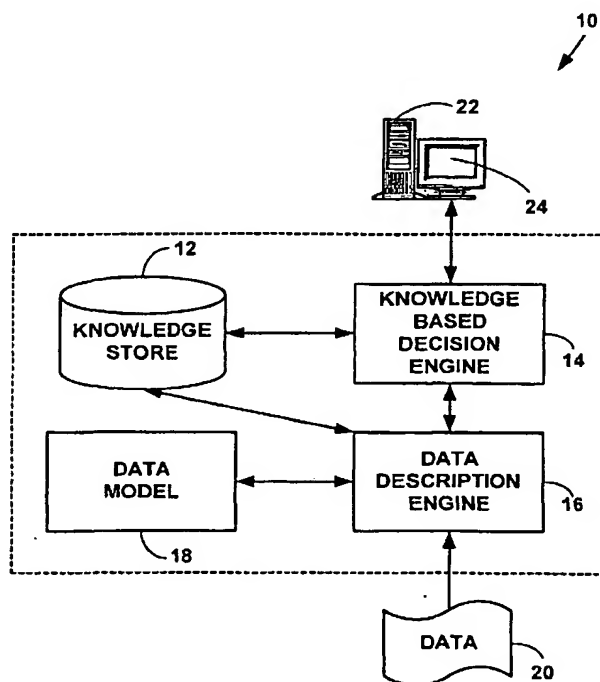 10
22
24
12
KNOWLEDGE
STORE
KNOWLEDGE
BASED
DECISION
ENGINE
14
DATA
MODEL
18
DATA
DESCRIPTION
ENGINE
16
DATA
20